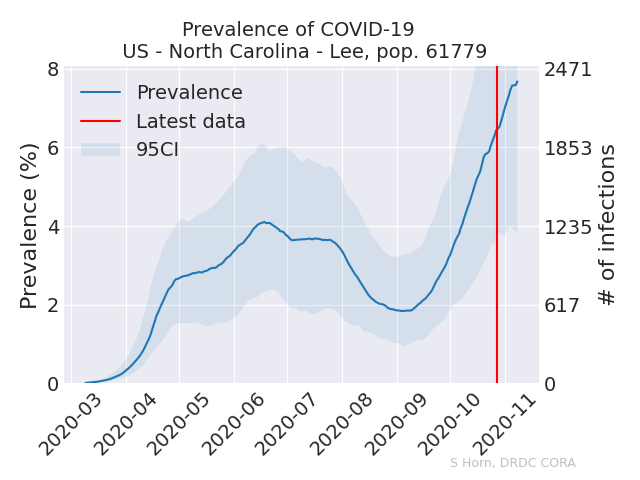 Prevalence of COVID-19
US - North Carolina - Lee, pop. 61779
Prevalence (%)
8
6
4
2
0
Prevalence
Latest data
95CI
2471
1853
1235
617
0
# of infections
2020-03
2020-04
2020-05
2020-06
2020-07
2020-08
2020-09
2020-10
2020-11
S Horn, DRDC CORA